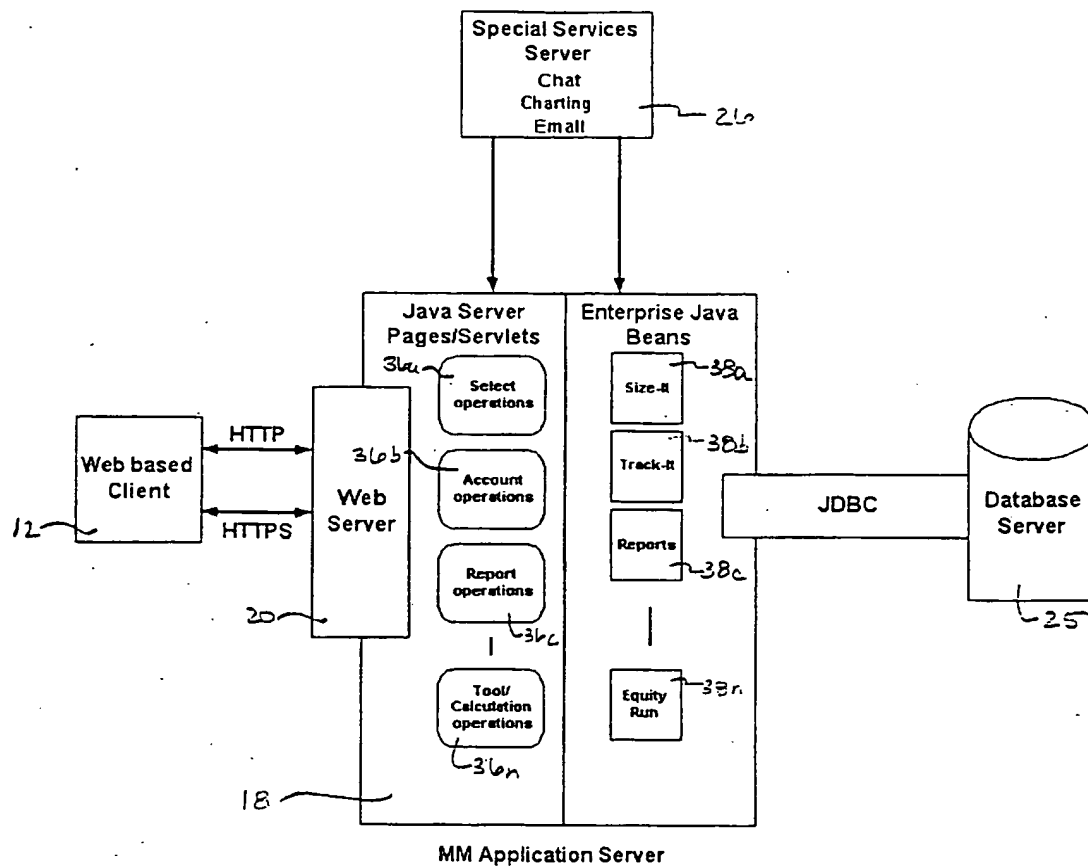 Special Services
Server
Chat
Charting
Email
26
Java Server
Pages/Servlets
Enterprise Java
Beans
36a
Select
operations
38a
Size-It
HTTP
Web based
Client
HTTPS
12
Web
Server
20
36b
Account
operations
38b
Track-It
JDBC
Database
Server
25
Report
operations
36c
Reports
38c
Tool/
Calculation
operations
36n
38n
Equity
Run
18
MM Application Server